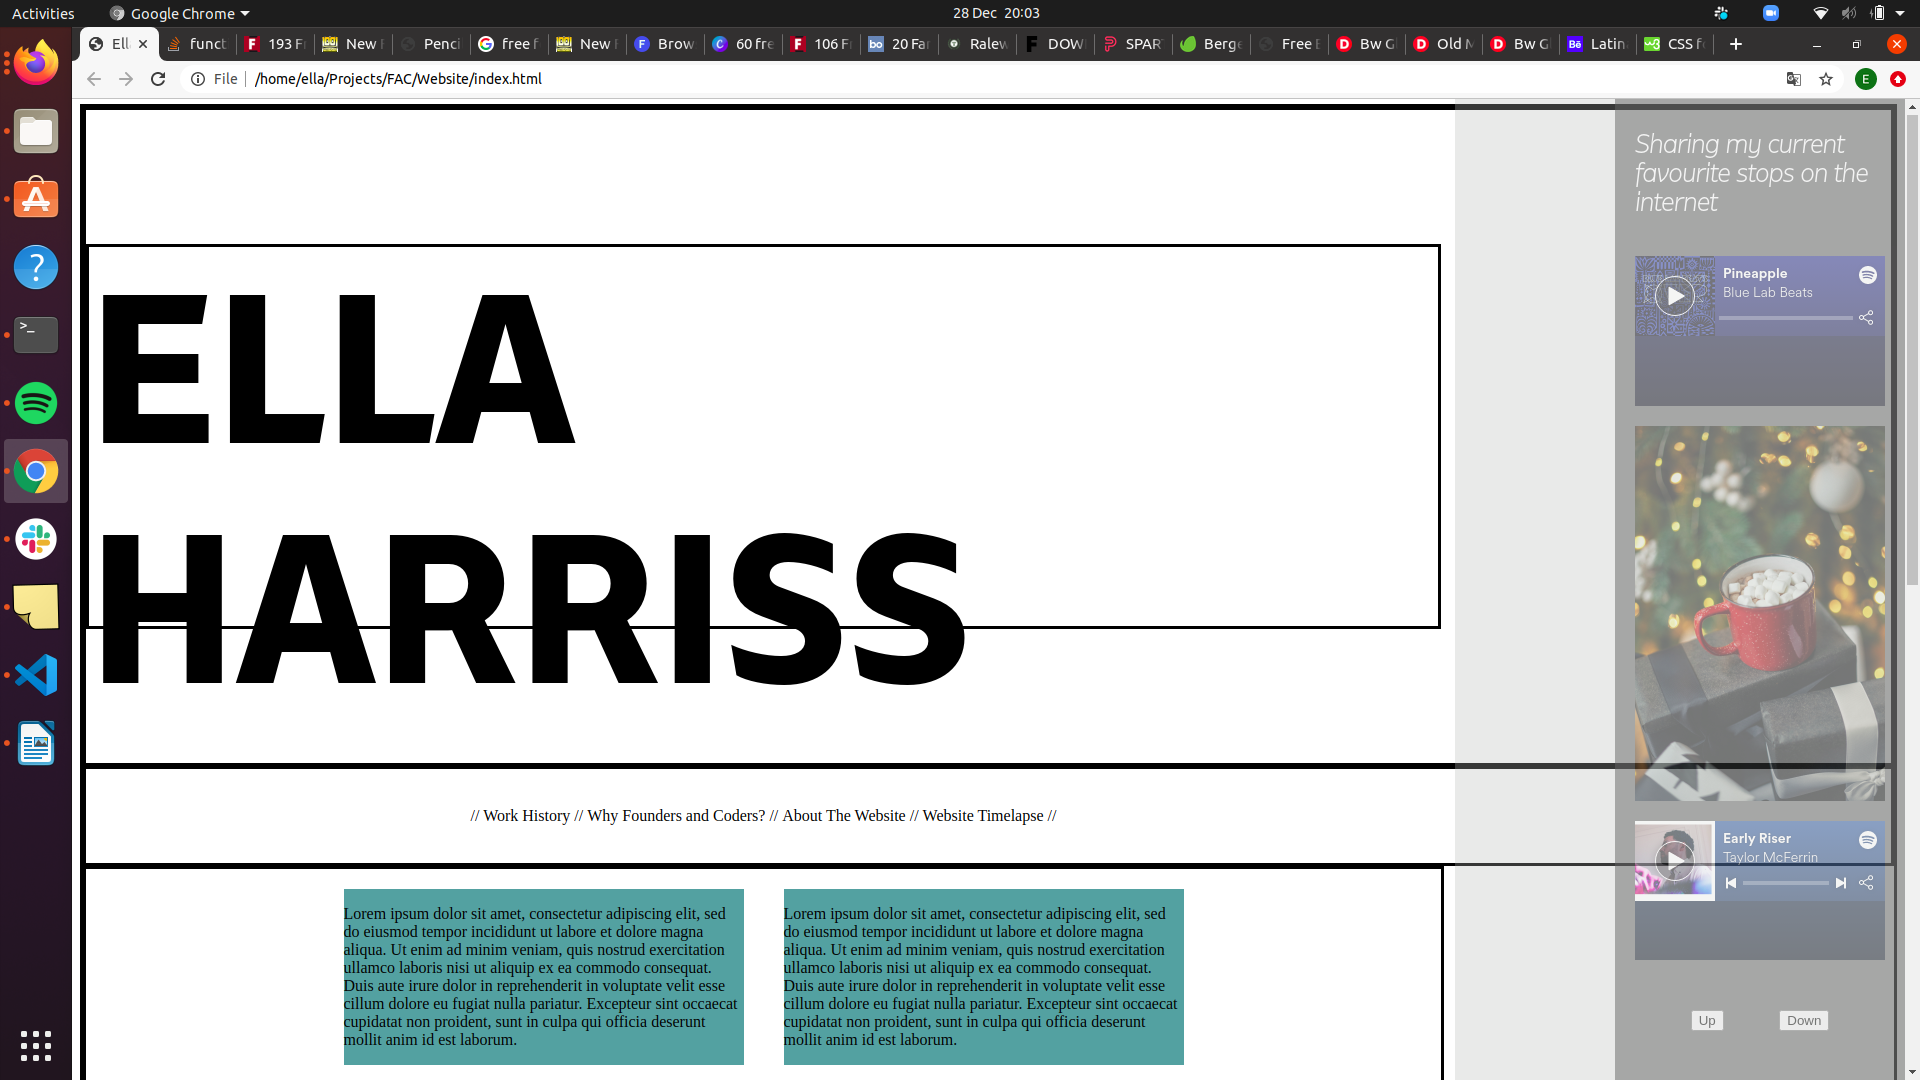 Activities
Google Chrome
28 Dec 20:03
Ell
funct
193 Fr
New F
Penci
free f
New F
Brow
60 fre
106 F
20 Fa
Ralew
DOW
SPAR
Berge
Free
Bw G
Old M
Bw G
Latin
CSS f
File
/home/ella/Projects/FAC/Website/index.html
E
ELLA
HARRISS
// Work History // Why Founders and Coders? // About The Website // Website Timelapse //
Lorem ipsum dolor sit amet, consectetur adipiscing elit, sed
do eiusmod tempor incididunt ut labore et dolore magna
aliqua. Ut enim ad minim veniam, quis nostrud exercitation
ullamco laboris nisi ut aliquip ex ea commodo consequat.
Duis aute irure dolor in reprehenderit in voluptate velit esse
cillum dolore eu fugiat nulla pariatur. Excepteur sint occaecat
cupidatat non proident, sunt in culpa qui officia deserunt
mollit anim id est laborum.
Lorem ipsum dolor sit amet, consectetur adipiscing elit, sed
do eiusmod tempor incididunt ut labore et dolore magna
aliqua. Ut enim ad minim veniam, quis nostrud exercitation
ullamco laboris nisi ut aliquip ex ea commodo consequat.
Duis aute irure dolor in reprehenderit in voluptate velit esse
cillum dolore eu fugiat nulla pariatur. Excepteur sint occaecat
cupidatat non proident, sunt in culpa qui officia deserunt
mollit anim id est laborum.
Sharing my current
favourite stops on the
internet
Pineapple
Blue Lab Beats
Early Riser
Taylor McFerrin
Up
Down